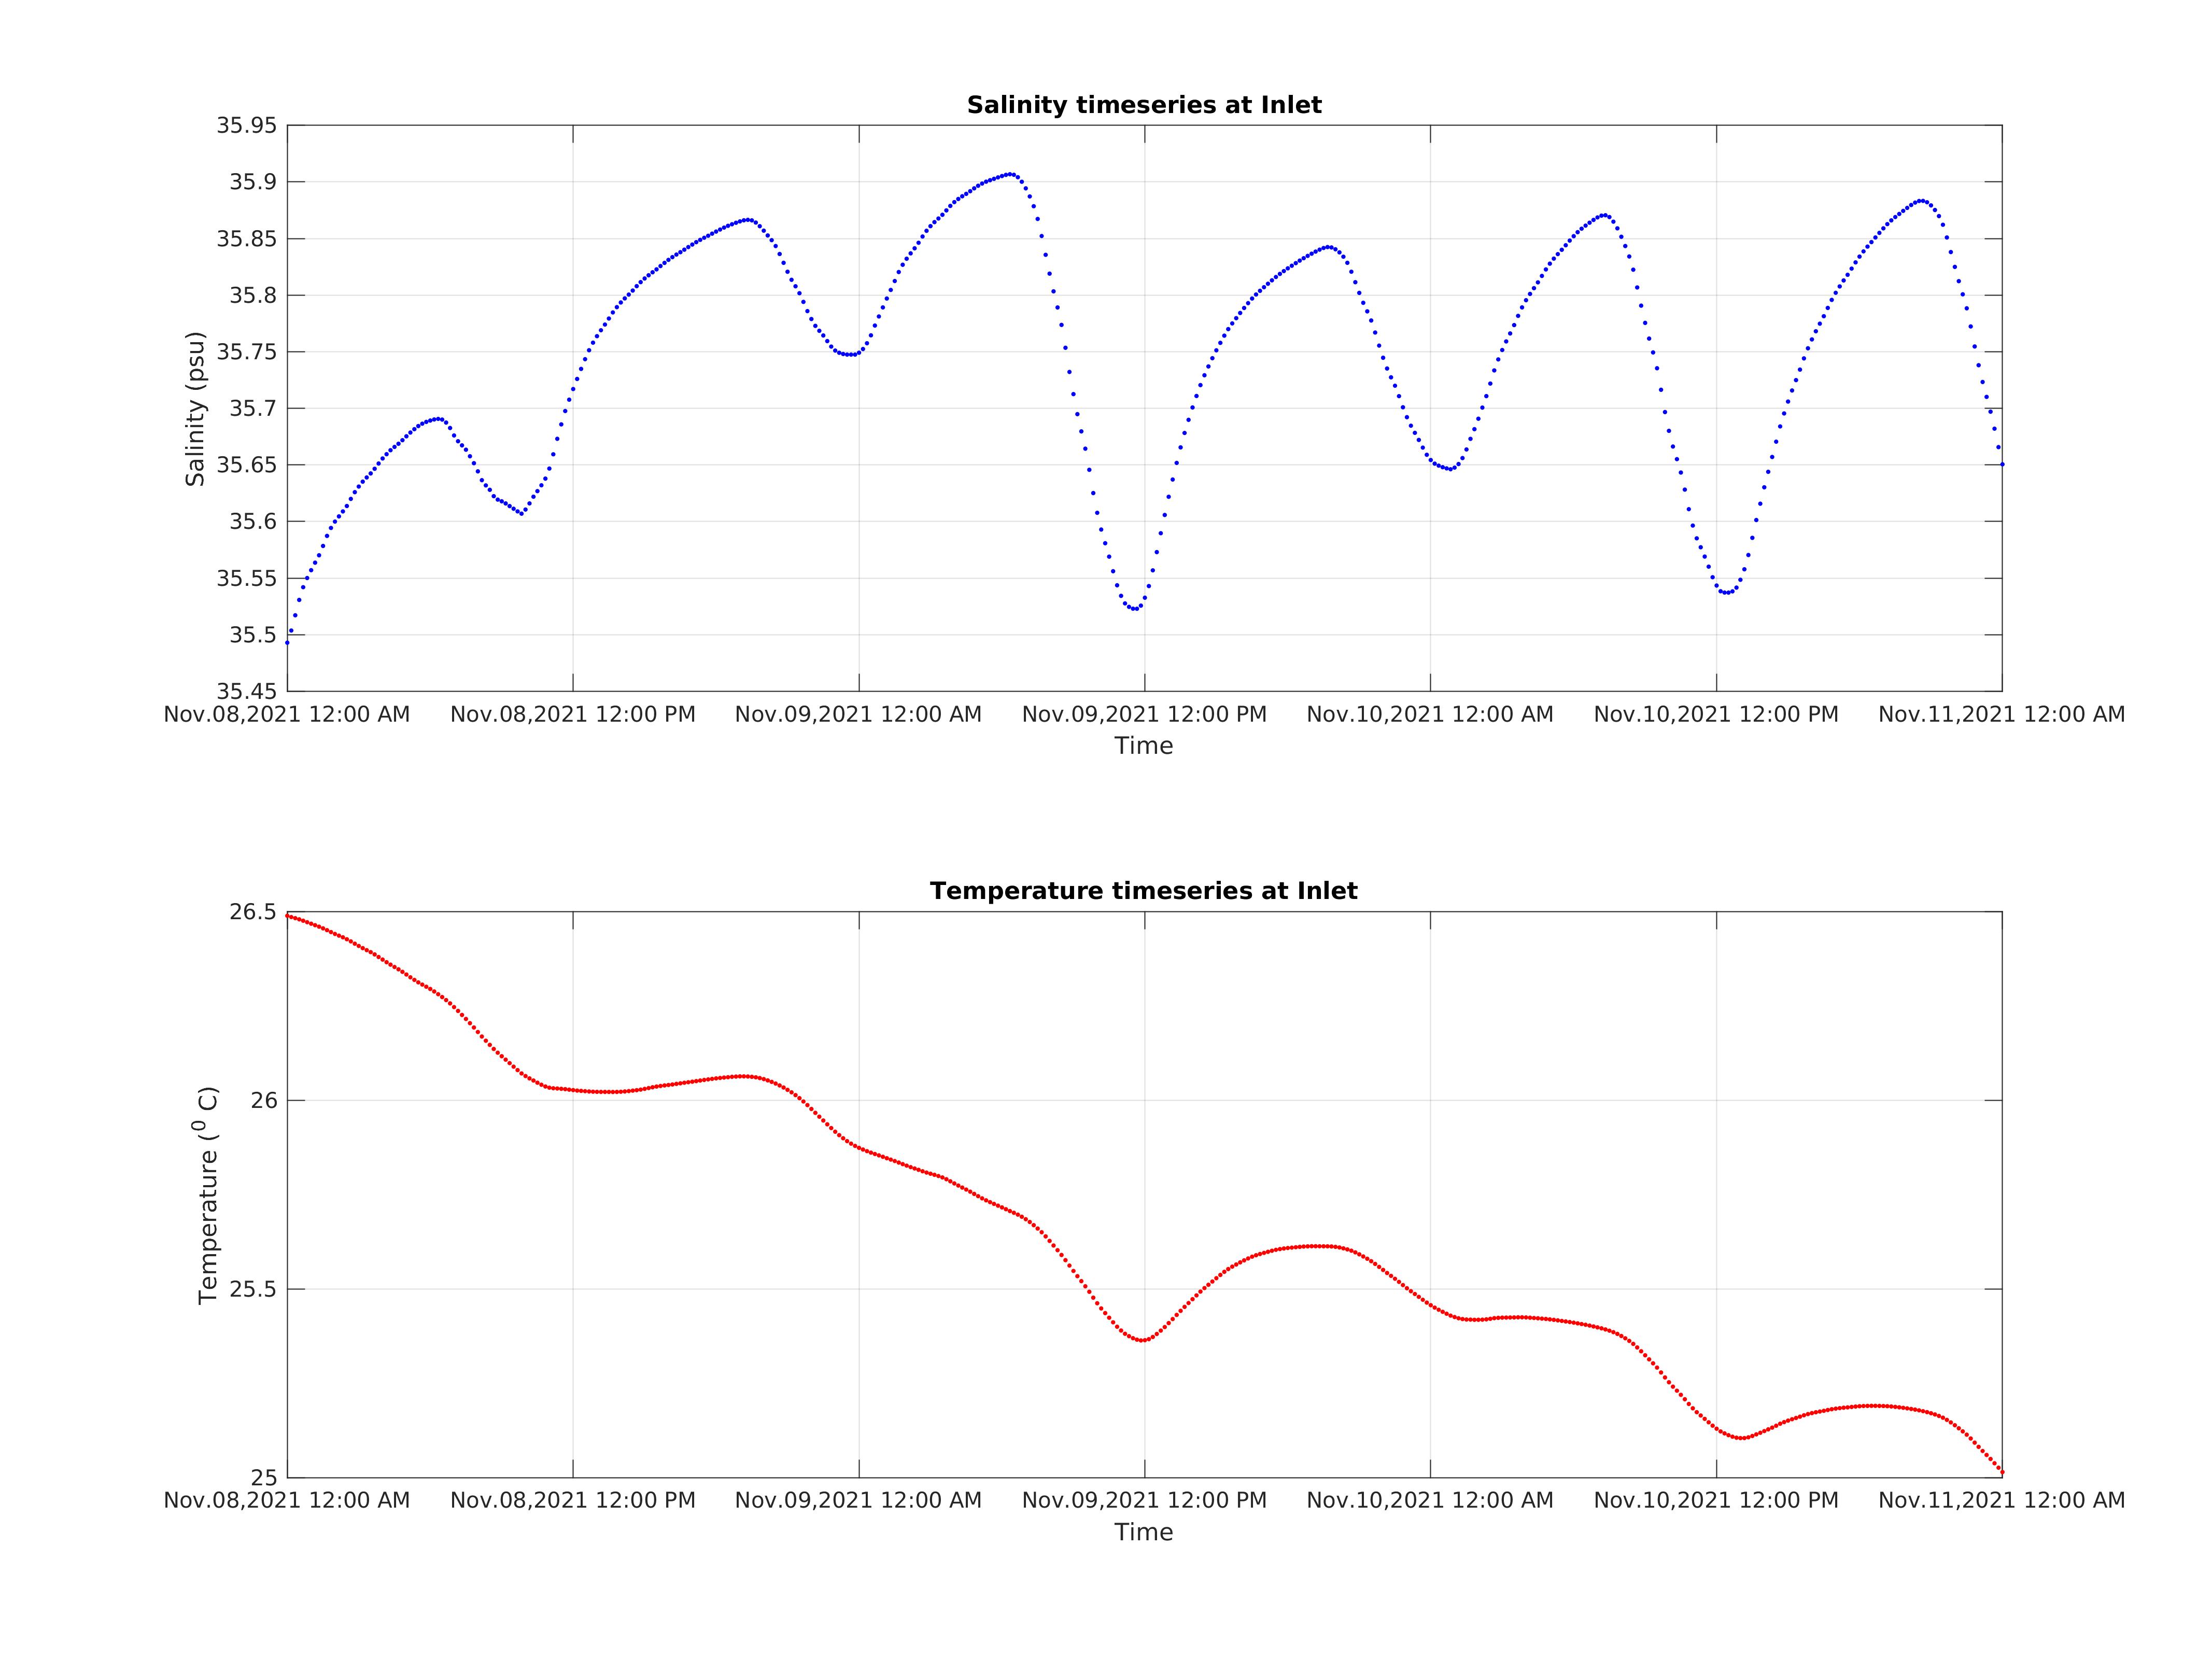 Salinity timeseries at Inlet
35.95
35.9
35.85
35.8
35.75
35.7
35.65
35.6
35.55
35.5
35.45
Salinity (psu)
Nov.08,2021 12:00 AM Nov.08,2021 12:00 PM Nov.09,2021 12:00 AM Nov.09,2021 12:00 PM Nov.10,2021 12:00 AM Nov.10,2021 12:00 PM Nov.11,2021 12:00 AM
Time
Temperature timeseries at Inlet
26.5
26
25.5
25
Temperature (⁰ C)
Nov.08,2021 12:00 AM Nov.08,2021 12:00 PM Nov.09,2021 12:00 AM Nov.09,2021 12:00 PM Nov.10,2021 12:00 AM Nov.10,2021 12:00 PM Nov.11,2021 12:00 AM
Time